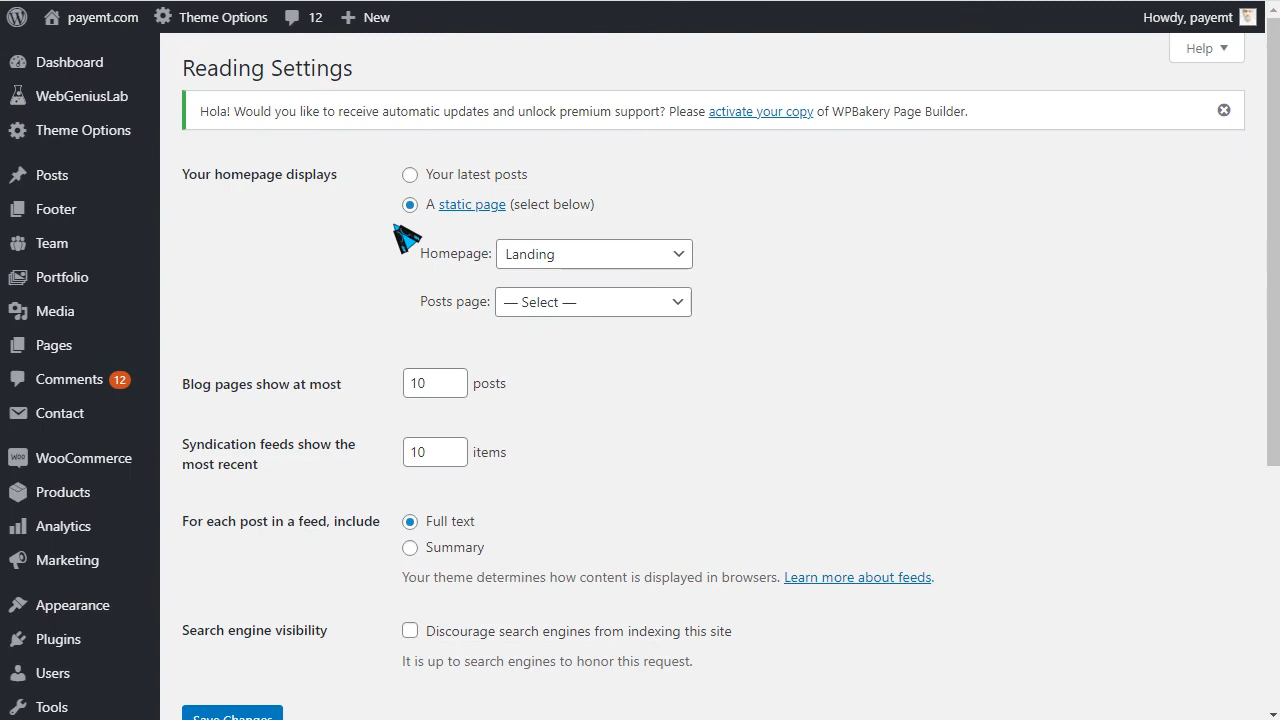 payemt.com Theme Options 12 New Howdy, payemt
Help
Dashboard
WebGeniusLab
Theme Options
Posts
Footer
Team
Portfolio
Media
Pages
Comments 12
Contact
WooCommerce
Products
Analytics
Marketing
Appearance
Plugins
Users
Tools
Reading Settings
Hola! Would you like to receive automatic updates and unlock premium support? Please activate your copy of WPBakery Page Builder.
Your homepage displays
Your latest posts
A static page (select below)
Homepage: Landing
Posts page: — Select —
Blog pages show at most 10 posts
Syndication feeds show the
most recent
10 items
For each post in a feed, include
Full text
Summary
Your theme determines how content is displayed in browsers. Learn more about feeds.
Search engine visibility
Discourage search engines from indexing this site
It is up to search engines to honor this request.
Save Changes